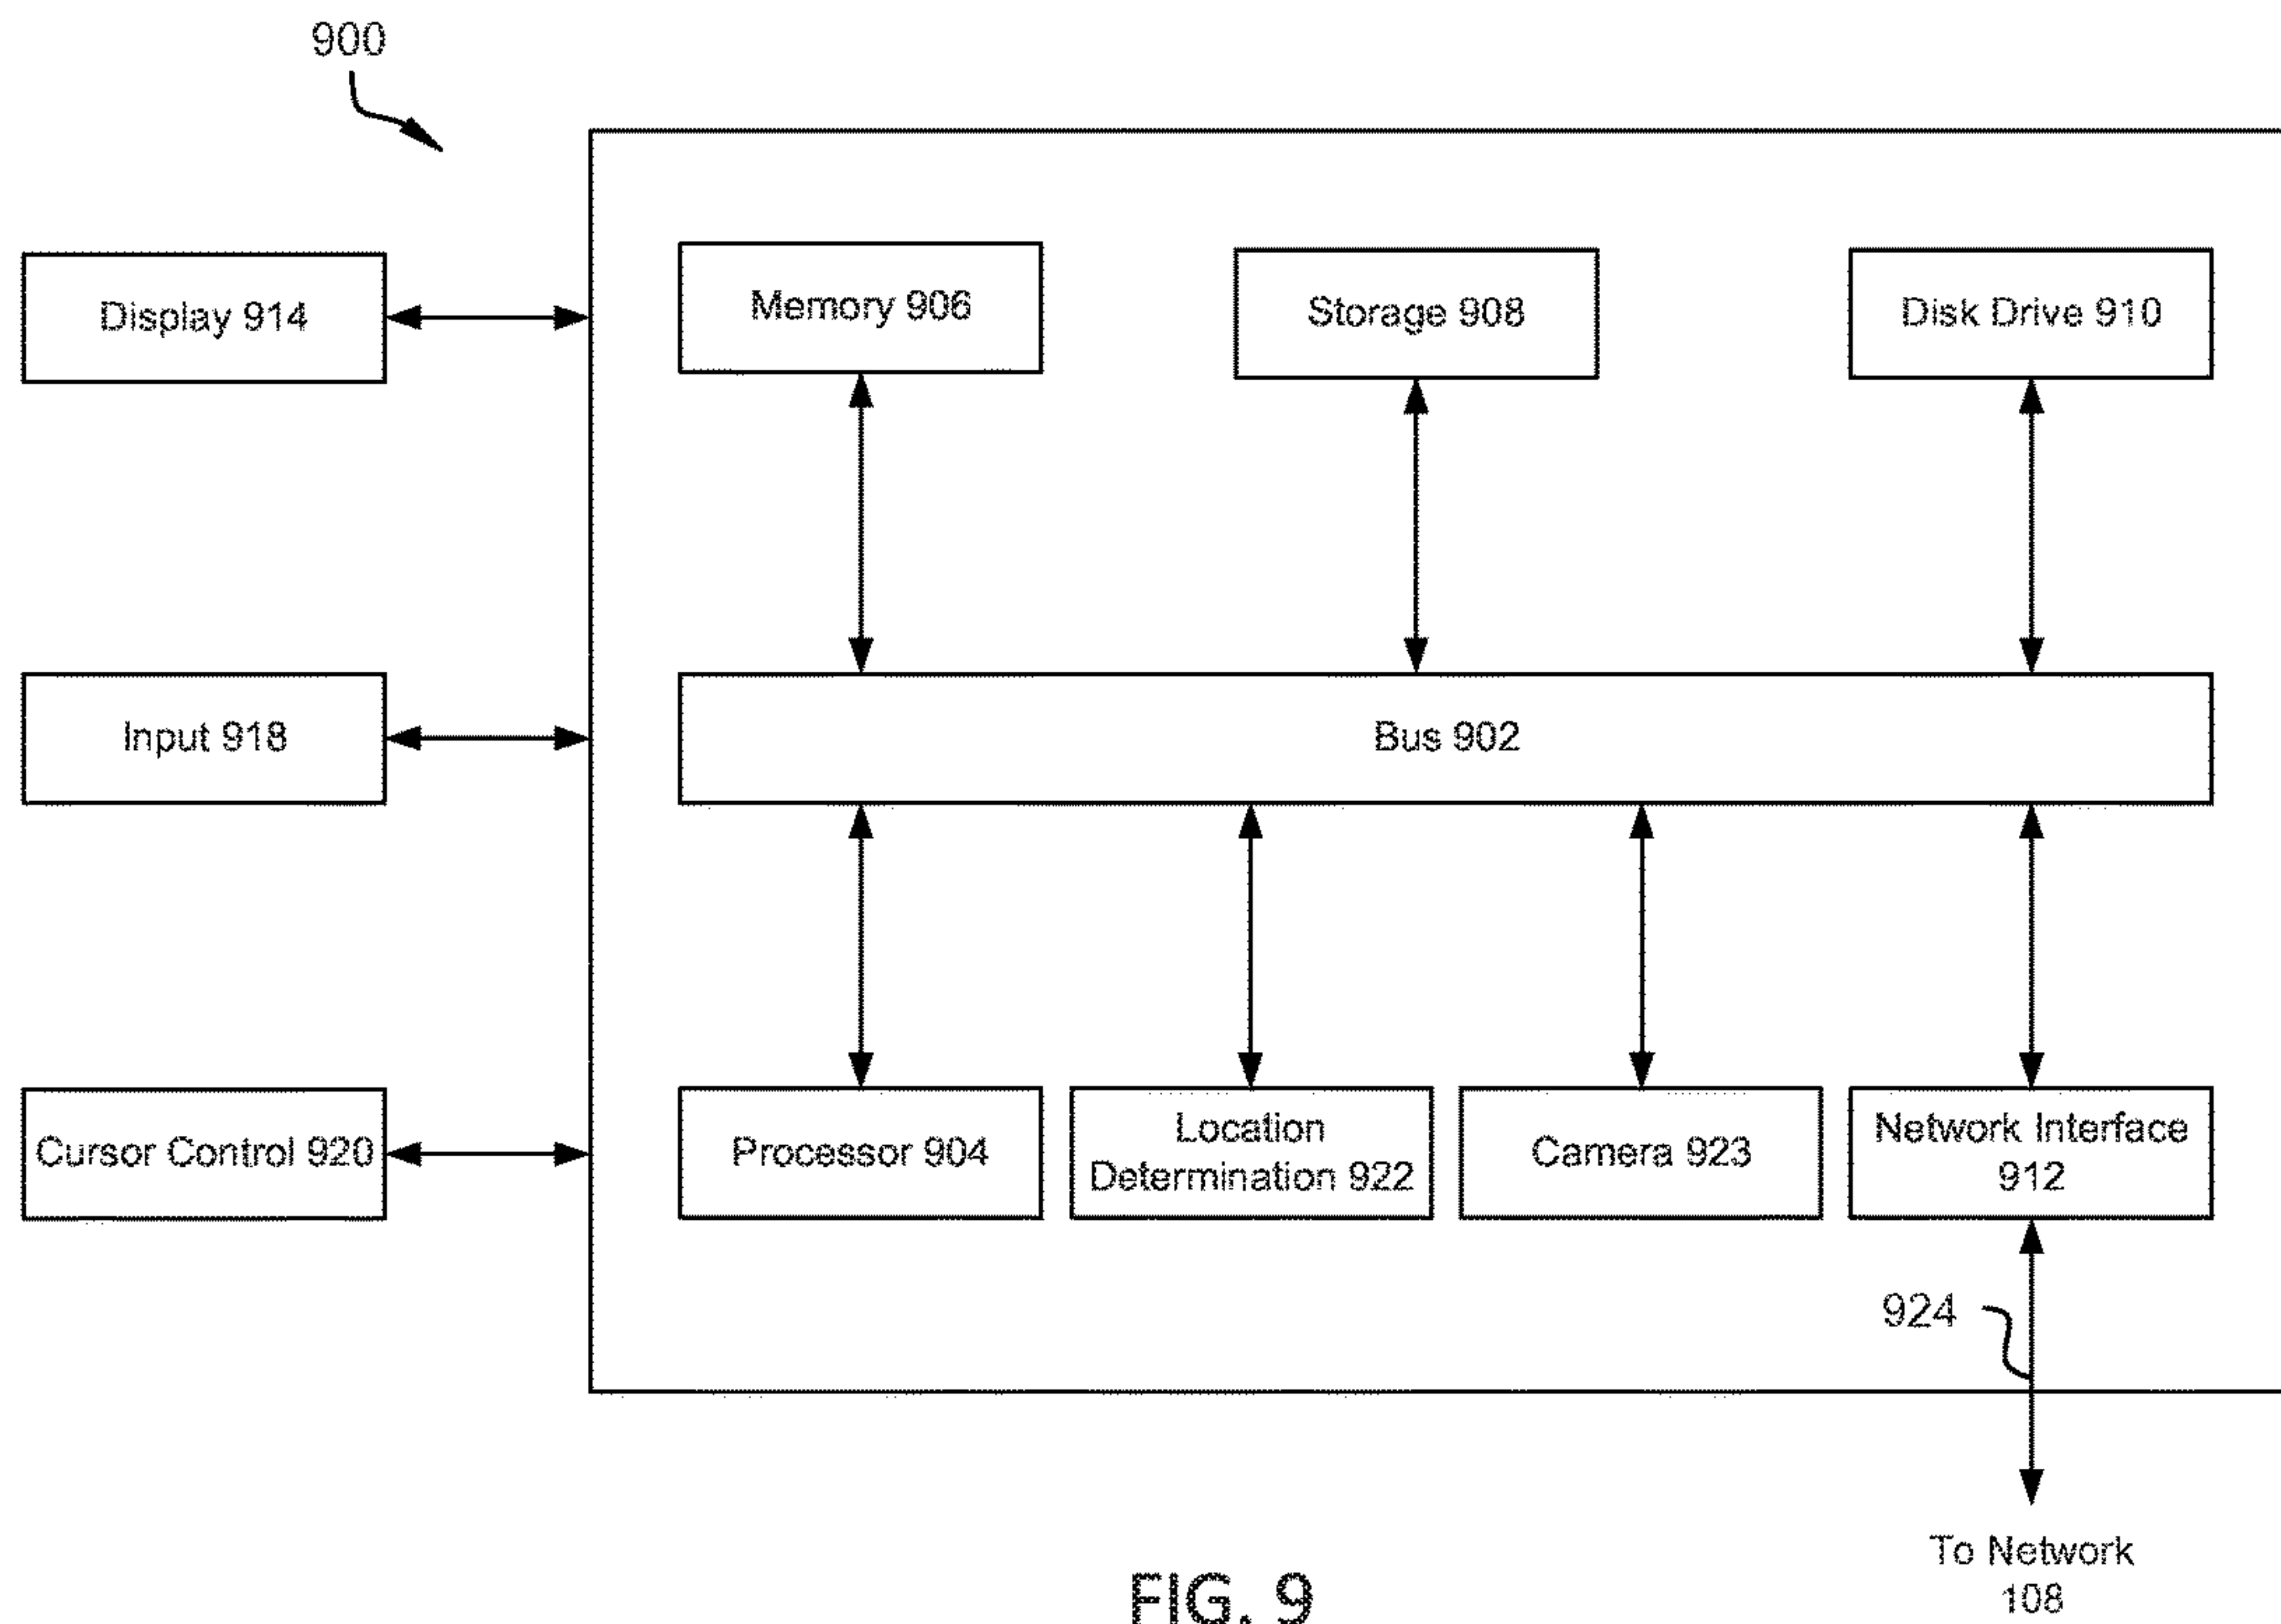 900
Display 914
Memory 906
Storage 908
Disk Drive 910
Input 918
Bus 902
Cursor Control 920
Processor 904
Location
Determination 922
Camera 923
Network Interface
912
924
To Network
108
FIG. 9